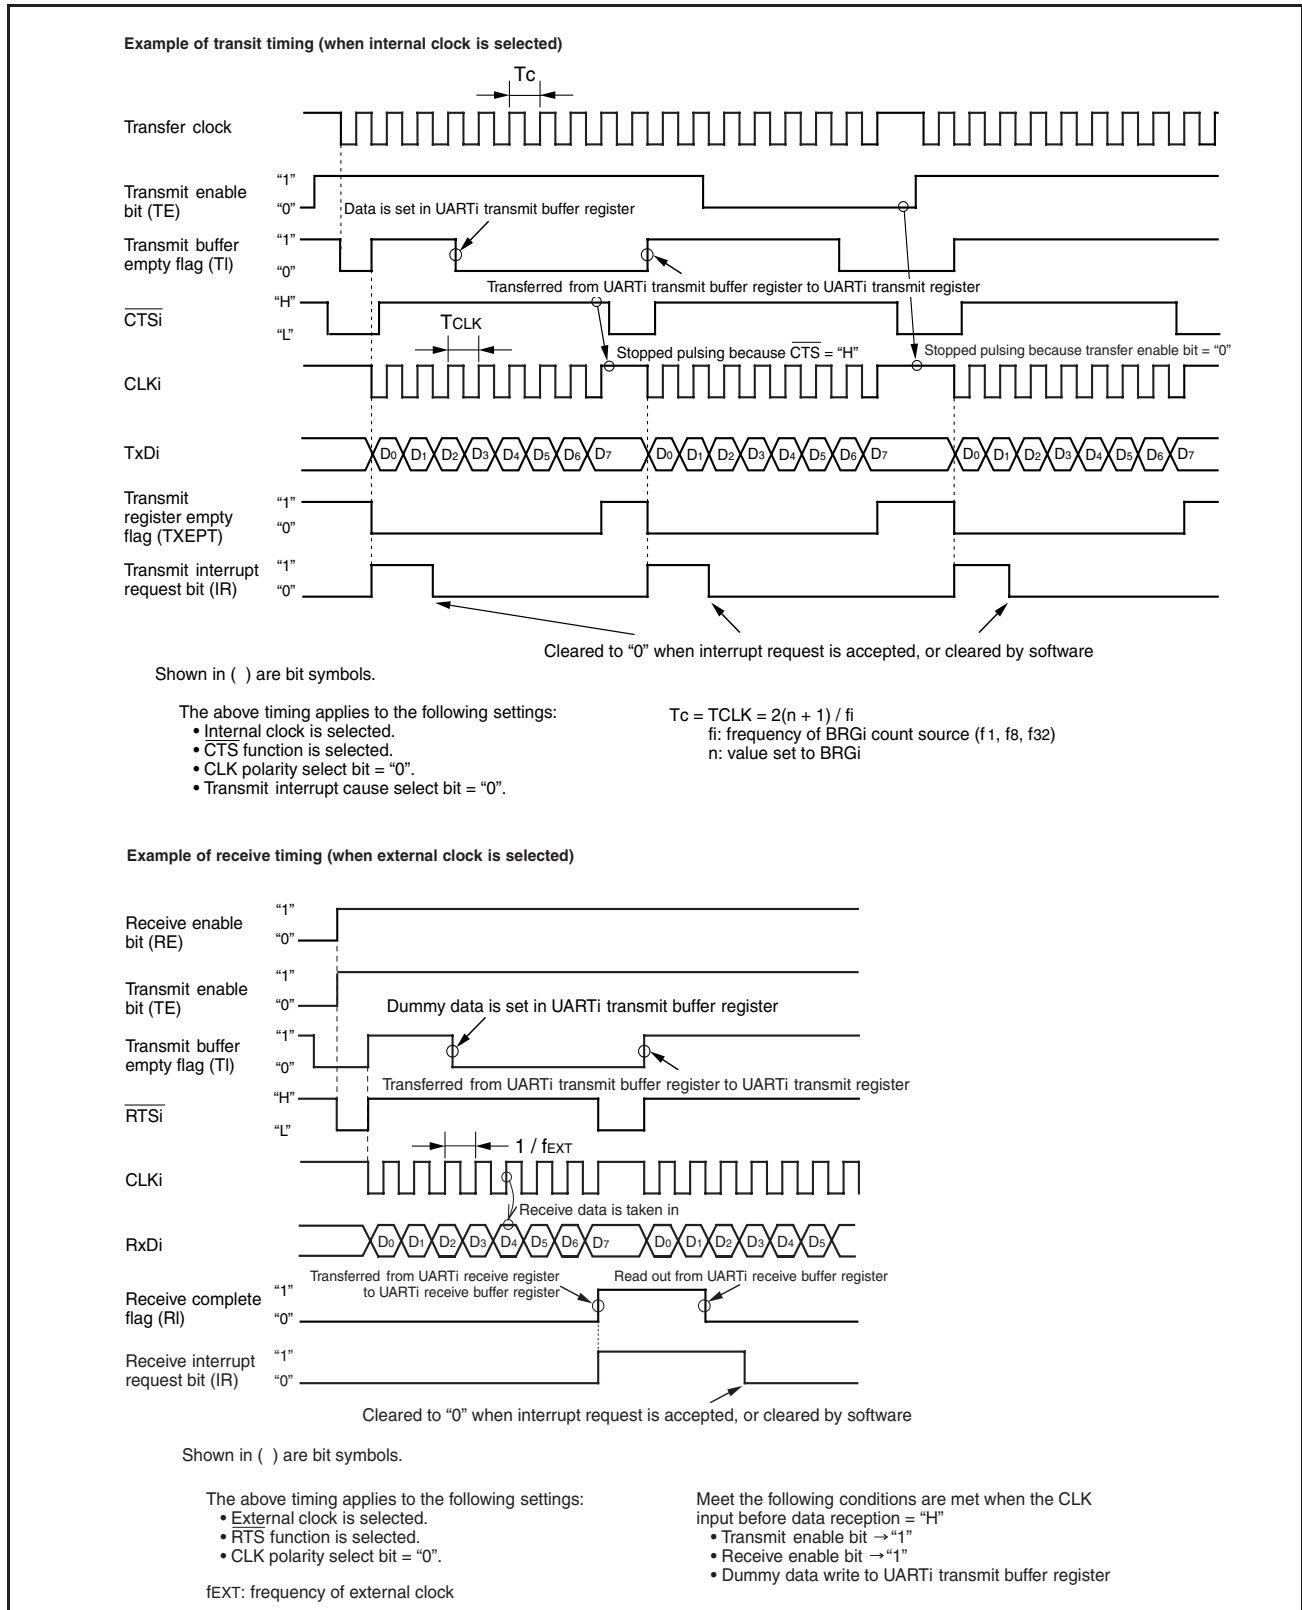 Example of transit timing (when internal clock is selected)
Tc
Transfer clock
Transmit enable
bit (TE)
“1”
“0”
Data is set in UARTi transmit buffer register
Transmit buffer
empty flag (Tl)
“1”
“0”
Transferred from UARTi transmit buffer register to UARTi transmit register
CTSi
“H”
“L”
TCLK
Stopped pulsing because CTS = “H”
Stopped pulsing because transfer enable bit = “0”
CLKi
TxDi
D0 D1 D2 D3 D4 D5 D6 D7 D0 D1 D2 D3 D4 D5 D6 D7 D0 D1 D2 D3 D4 D5 D6 D7
Transmit
register empty
flag (TXEPT)
“1”
“0”
Transmit interrupt
request bit (IR)
“1”
“0”
Cleared to “0” when interrupt request is accepted, or cleared by software
Shown in ( ) are bit symbols.
The above timing applies to the following settings:
• Internal clock is selected.
• CTS function is selected.
• CLK polarity select bit = “0”.
• Transmit interrupt cause select bit = “0”.
Tc = TCLK = 2(n + 1) / fi
fi: frequency of BRGi count source (f1, f8, f32)
n: value set to BRGi
Example of receive timing (when external clock is selected)
Receive enable
bit (RE)
“1”
“0”
Transmit enable
bit (TE)
“1”
“0”
Dummy data is set in UARTi transmit buffer register
Transmit buffer
empty flag (Tl)
“1”
“0”
Transferred from UARTi transmit buffer register to UARTi transmit register
RTSi
“H”
“L”
1 / fEXT
CLKi
Receive data is taken in
RxDi
D0 D1 D2 D3 D4 D5 D6 D7 D0 D1 D2 D3 D4 D5
Transferred from UARTi receive register
to UARTi receive buffer register
Read out from UARTi receive buffer register
Receive complete
flag (Rl)
“1”
“0”
Receive interrupt
request bit (IR)
“1”
“0”
Cleared to “0” when interrupt request is accepted, or cleared by software
Shown in ( ) are bit symbols.
The above timing applies to the following settings:
• External clock is selected.
• RTS function is selected.
• CLK polarity select bit = “0”.
fEXT: frequency of external clock
Meet the following conditions are met when the CLK
input before data reception = “H”
• Transmit enable bit → “1”
• Receive enable bit → “1”
• Dummy data write to UARTi transmit buffer register